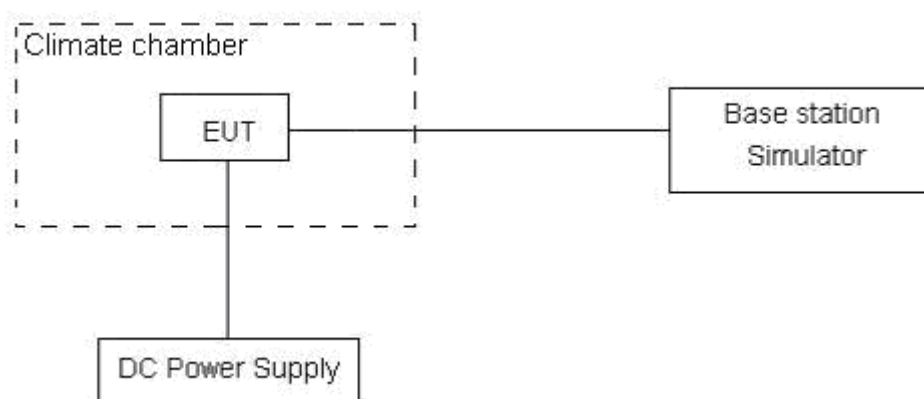 Climate chamber
EUT
Base station
Simulator
DC Power Supply